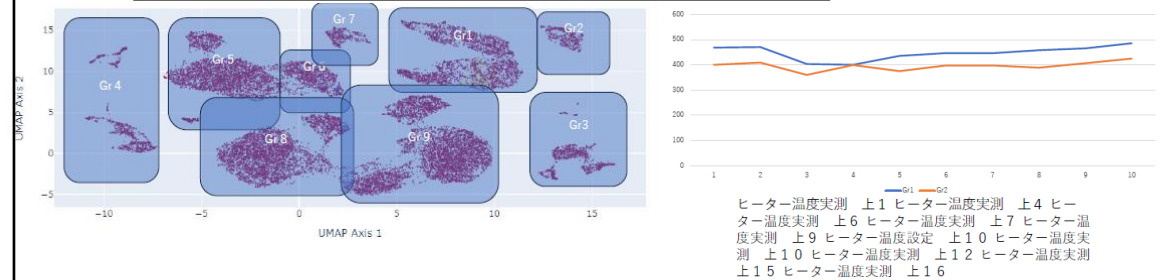 15
10
5
0
−5
UMAP Axis 2
−10
−5
0
5
10
15
UMAP Axis 1
Gr 4
Gr 5
Gr 7
Gr 6
Gr1
Gr2
Gr 8
Gr 9
Gr3
600
500
400
300
200
100
0
1 2 3 4 5 6 7 8 9 10
Gr1 Gr2
ヒーター温度実測 上1 ヒーター温度実測 上4 ヒー
ター温度実測 上6 ヒーター温度実測 上7 ヒーター温
度実測 上9 ヒーター温度設定 上10 ヒーター温度実
測 上10 ヒーター温度実測 上12 ヒーター温度実測
上15 ヒーター温度実測 上16